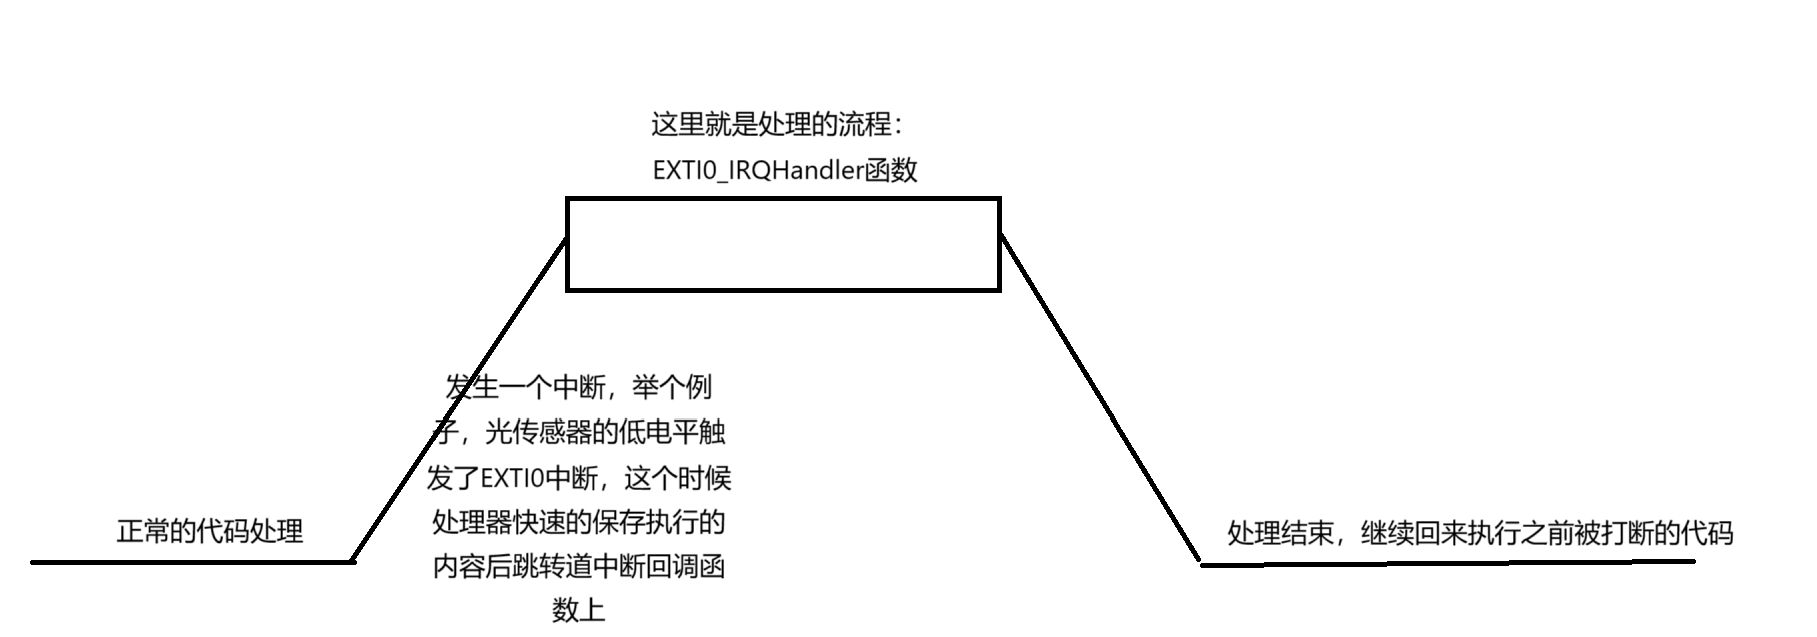 这里就是处理的流程：
EXTI0_IRQHandler函数
发生一个中断，举个例
子，光传感器的低电平触
发了EXTI0中断，这个时候
处理器快速的保存执行的
内容后跳转道中断回调函
数上
正常的代码处理
处理结束，继续回来执行之前被打断的代码